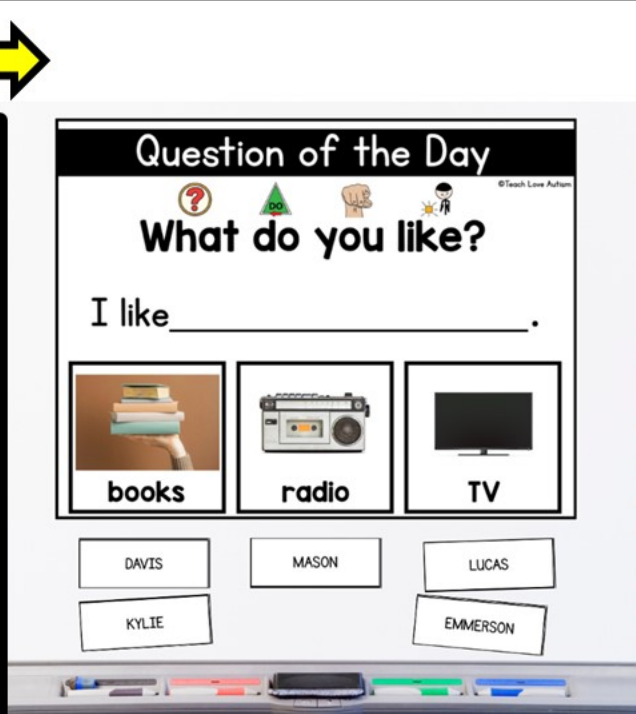 Question of the Day
©Teach Love Autism
DO
What do you like?
I like_______________.
books
radio
TV
DAVIS
MASON
LUCAS
KYLIE
EMMERSON